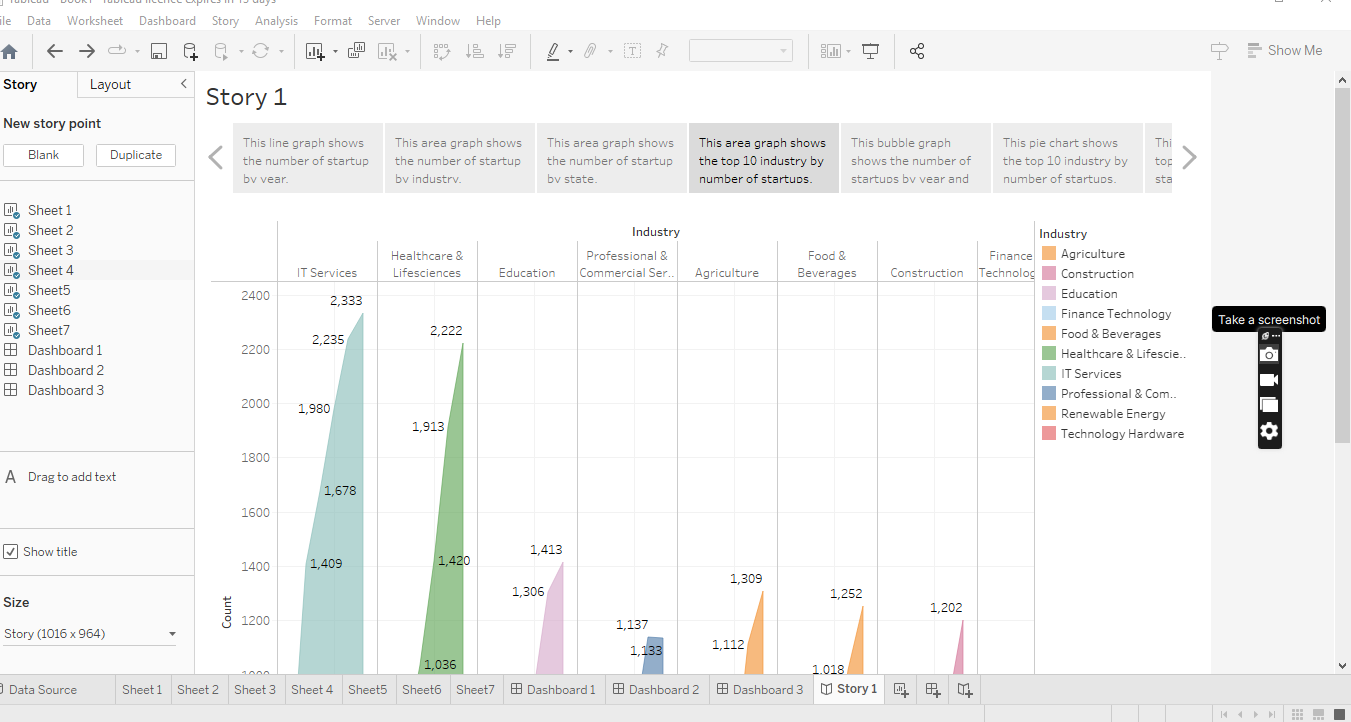 Tableau - Book1 - Tableau licence expires in 13 days
ile Data Worksheet Dashboard Story Analysis Format Server Window Help
Show Me
Story Layout
New story point
Blank Duplicate
Sheet 1
Sheet 2
Sheet 3
Sheet 4
Sheet5
Sheet6
Sheet7
Dashboard 1
Dashboard 2
Dashboard 3
A Drag to add text
Show title
Size
Story (1016 x 964)
Story 1
This line graph shows
the number of startup
by year.
This area graph shows
the number of startup
by industry.
This area graph shows
the number of startup
by state.
This area graph shows
the top 10 industry by
number of startups.
This bubble graph
shows the number of
startups by year and
This pie chart shows
the top 10 industry by
number of startups.
Thi
top
sta
Industry
IT Services
Healthcare &
Lifesciences
Education
Professional &
Commercial Ser..
Agriculture
Food &
Beverages
Construction
Finance
Technolog
Count
2400
2200
2000
1800
1600
1400
1200
1000
2,333
2,235
1,980
1,678
1,409
2,222
1,913
1,420
1,036
1,413
1,306
1,137
1,133
1,309
1,112
1,252
1,018
1,202
Industry
Agriculture
Construction
Education
Finance Technology
Food & Beverages
Healthcare & Lifescie..
IT Services
Professional & Com..
Renewable Energy
Technology Hardware
Take a screenshot
Data Source Sheet 1 Sheet 2 Sheet 3 Sheet 4 Sheet5 Sheet6 Sheet7 Dashboard 1 Dashboard 2 Dashboard 3 Story 1